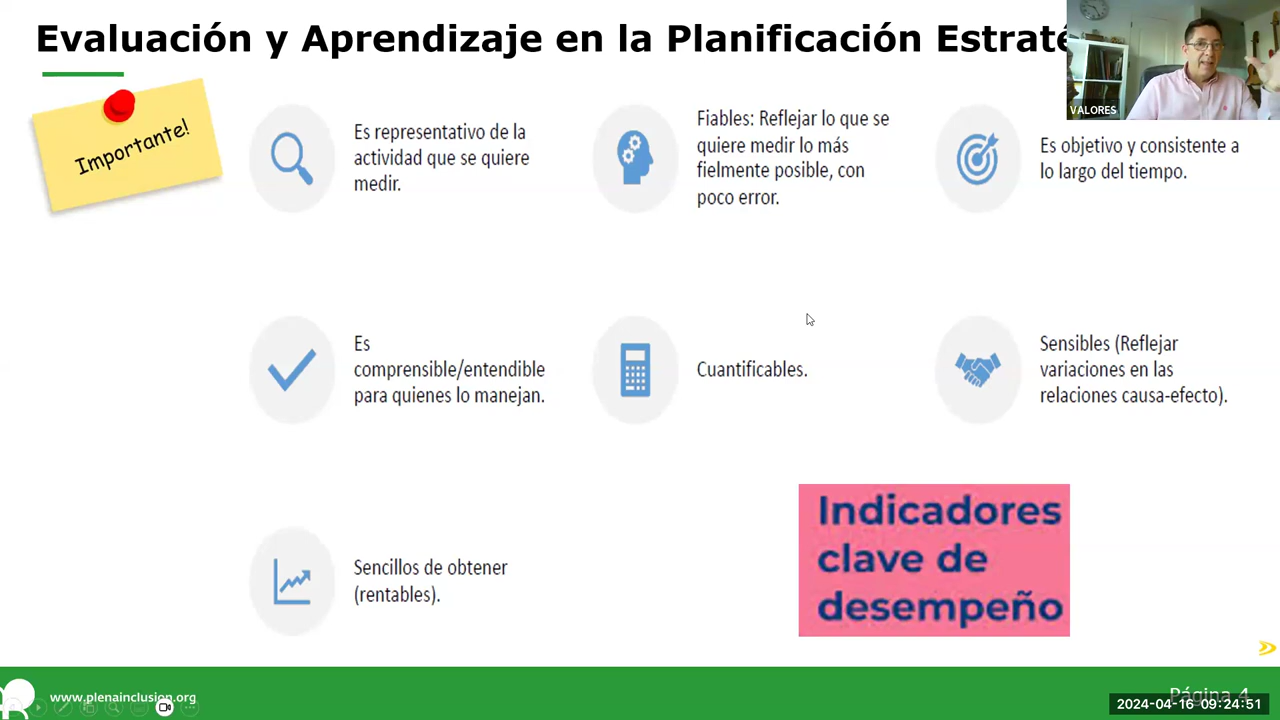 Evaluación y Aprendizaje en la Planificación Estraté
VALORES
Importante!
Es representativo de la
actividad que se quiere
medir.
Fiables: Reflejar lo que se
quiere medir lo más
fielmente posible, con
poco error.
Es objetivo y consistente a
lo largo del tiempo.
Es
comprensible/entendible
para quienes lo manejan.
Cuantificables.
Sensibles (Reflejar
variaciones en las
relaciones causa-efecto).
Sencillos de obtener
(rentables).
Indicadores
clave de
desempeño
www.plenainclusion.org
Página 4
2024-04-16 09:24:51